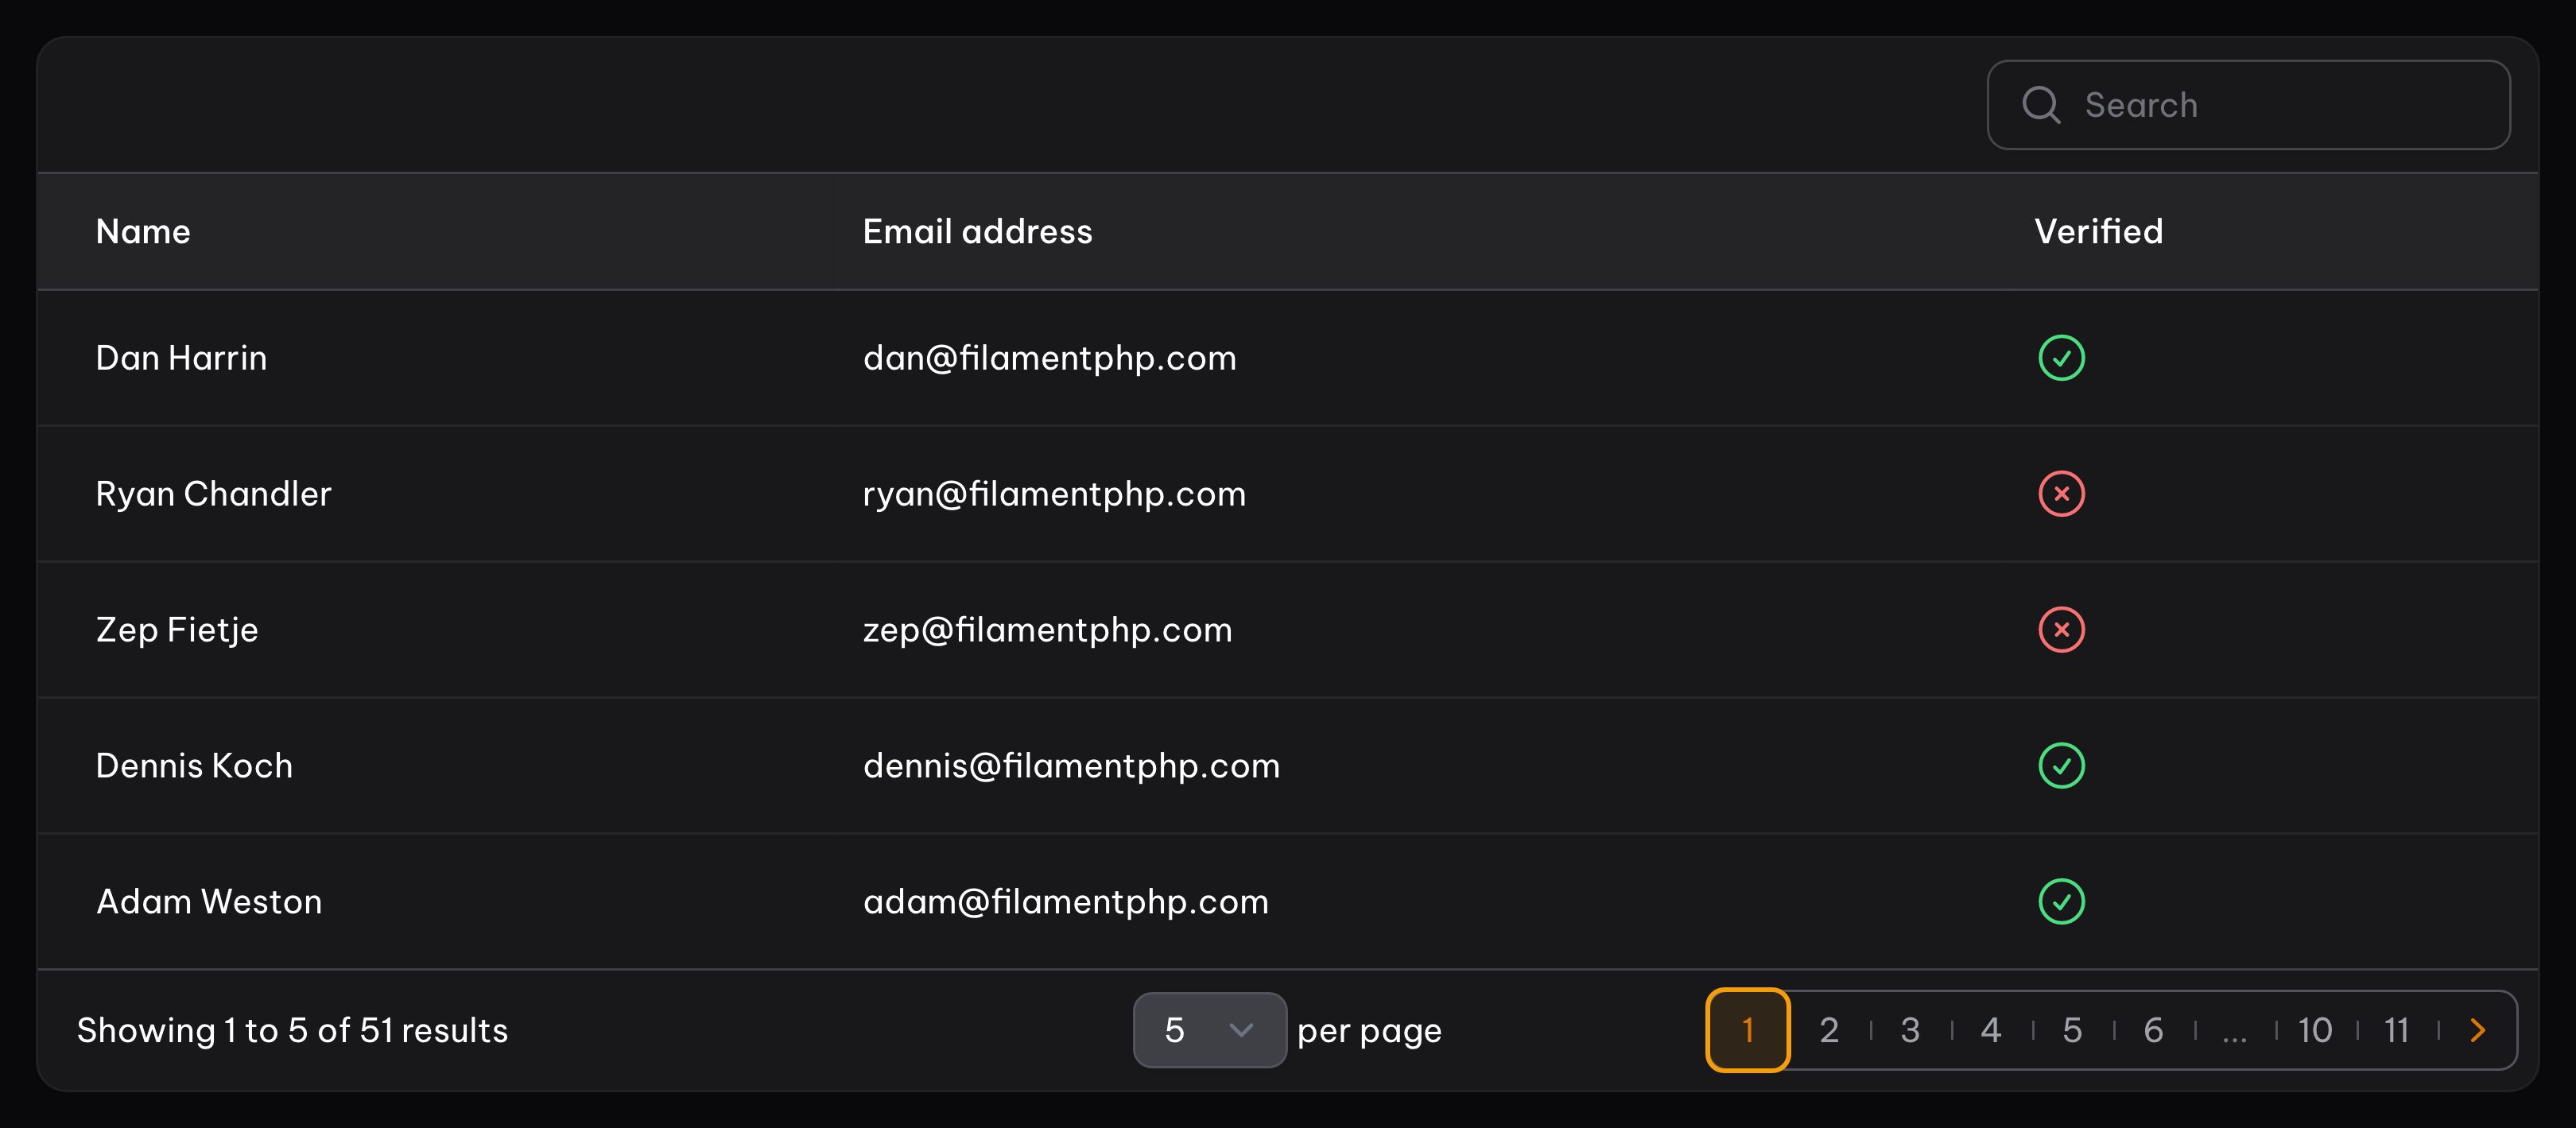 Search
Name Email address Verified
Dan Harrin dan@filamentphp.com
Ryan Chandler ryan@filamentphp.com
Zep Fietje zep@filamentphp.com
Dennis Koch dennis@filamentphp.com
Adam Weston adam@filamentphp.com
Showing 1 to 5 of 51 results 5 per page 1 2 3 4 5 6 ... 10 11